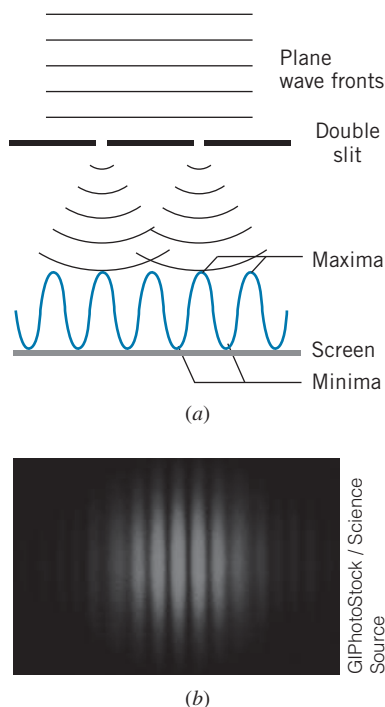 Plane
wave fronts
Double
slit
Maxima
Screen
Minima
(a)
GIPhotoStock / Science
Source
(b)